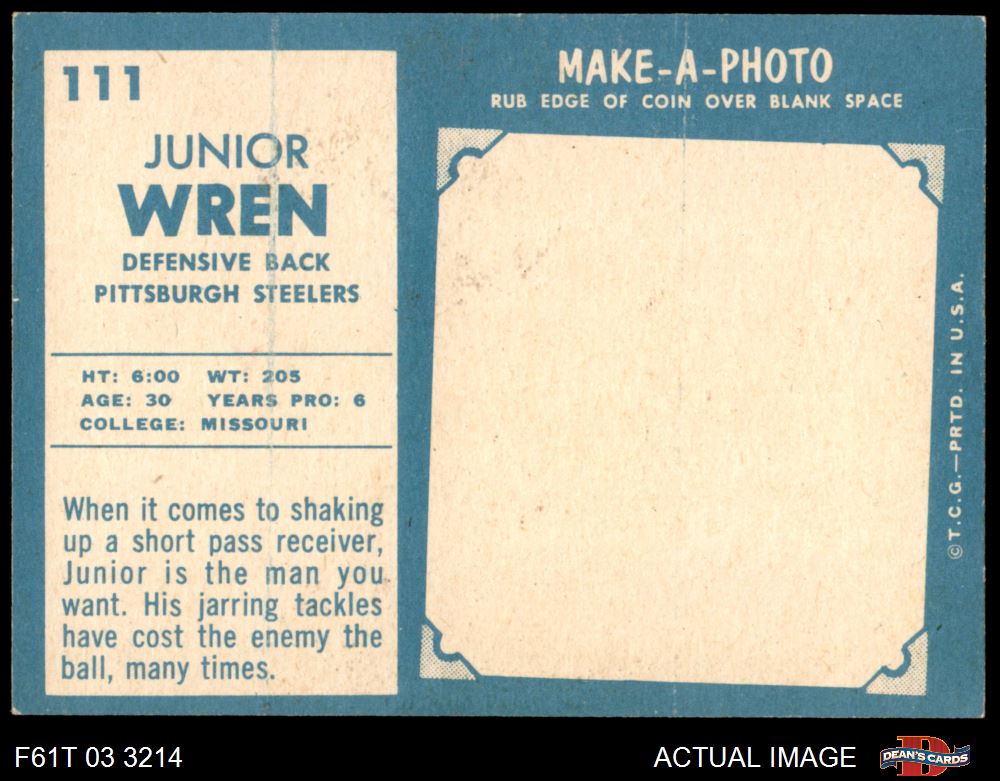 111
JUNIOR
WREN
DEFENSIVE BACK
PITTSBURGH STEELERS
HT: 6:00 WT: 205
AGE: 30 YEARS PRO: 6
COLLEGE: MISSOURI
When it comes to shaking
up a short pass receiver,
Junior is the man you
want. His jarring tackles
have cost the enemy the
ball, many times.
MAKE-A-PHOTO
RUB EDGE OF COIN OVER BLANK SPACE
© T.C.G.—PRTD. IN U.S.A.
F61T 03 3214
ACTUAL IMAGE
DEAN'S CARDS